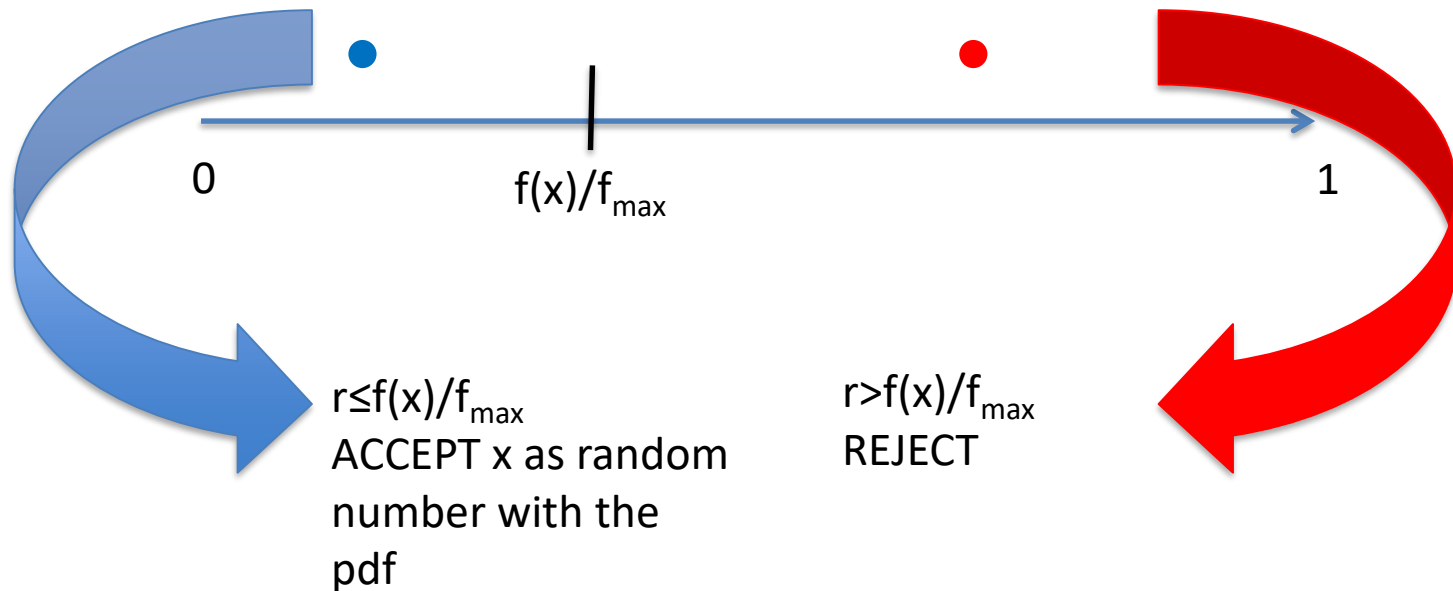 0
f(x)/fmax
1
r≤f(x)/fmax
ACCEPT x as random
number with the
pdf
r>f(x)/fmax
REJECT